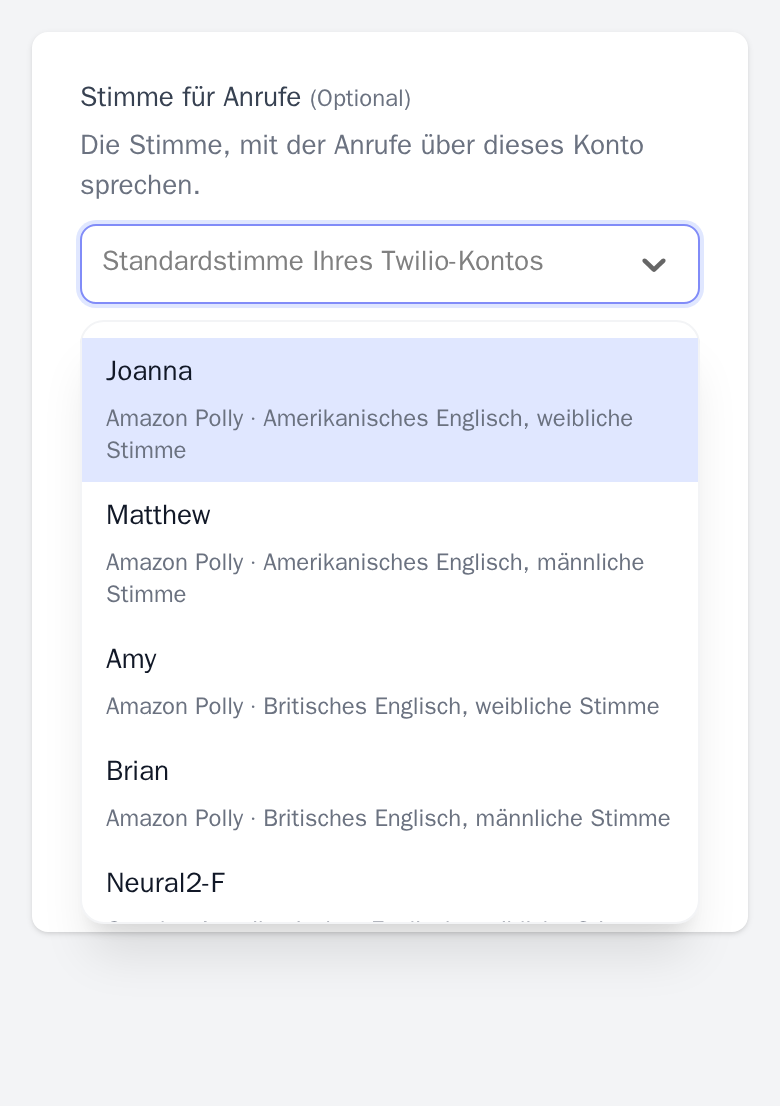 Stimme für Anrufe (Optional)
Die Stimme, mit der Anrufe über dieses Konto
sprechen.
Standardstimme Ihres Twilio-Kontos
Joanna
Amazon Polly · Amerikanisches Englisch, weibliche
Stimme
Matthew
Amazon Polly · Amerikanisches Englisch, männliche
Stimme
Amy
Amazon Polly · Britisches Englisch, weibliche Stimme
Brian
Amazon Polly · Britisches Englisch, männliche Stimme
Neural2-F